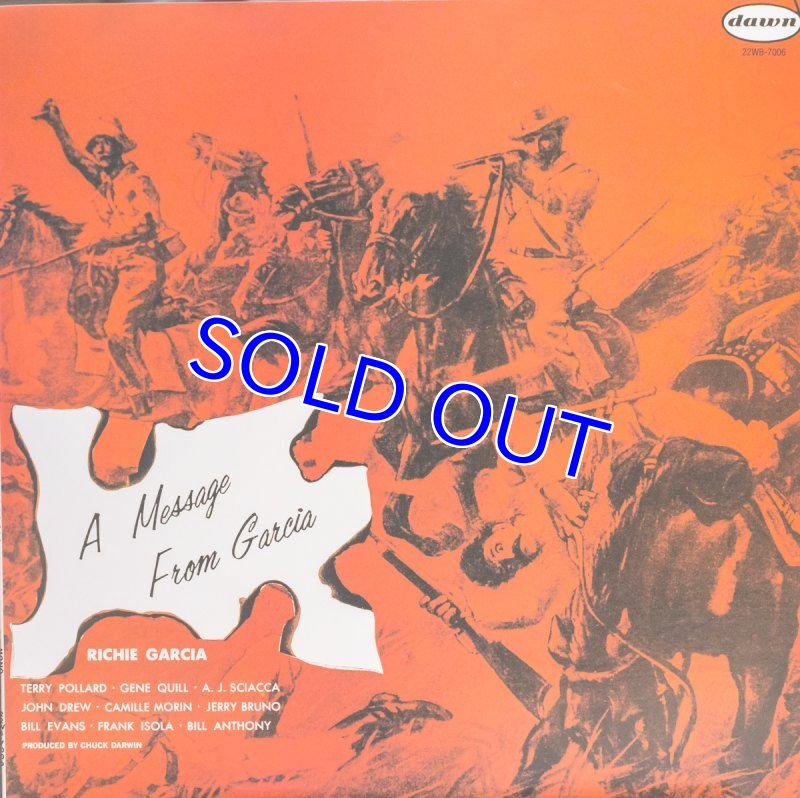 dawn
22WB-7006
SOLD OUT
A Message
From Garcia
RICHIE GARCIA
TERRY POLLARD · GENE QUILL · A. J. SCIACCA
JOHN DREW · CAMILLE MORIN · JERRY BRUNO
BILL EVANS · FRANK ISOLA · BILL ANTHONY
PRODUCED BY CHUCK DARWIN